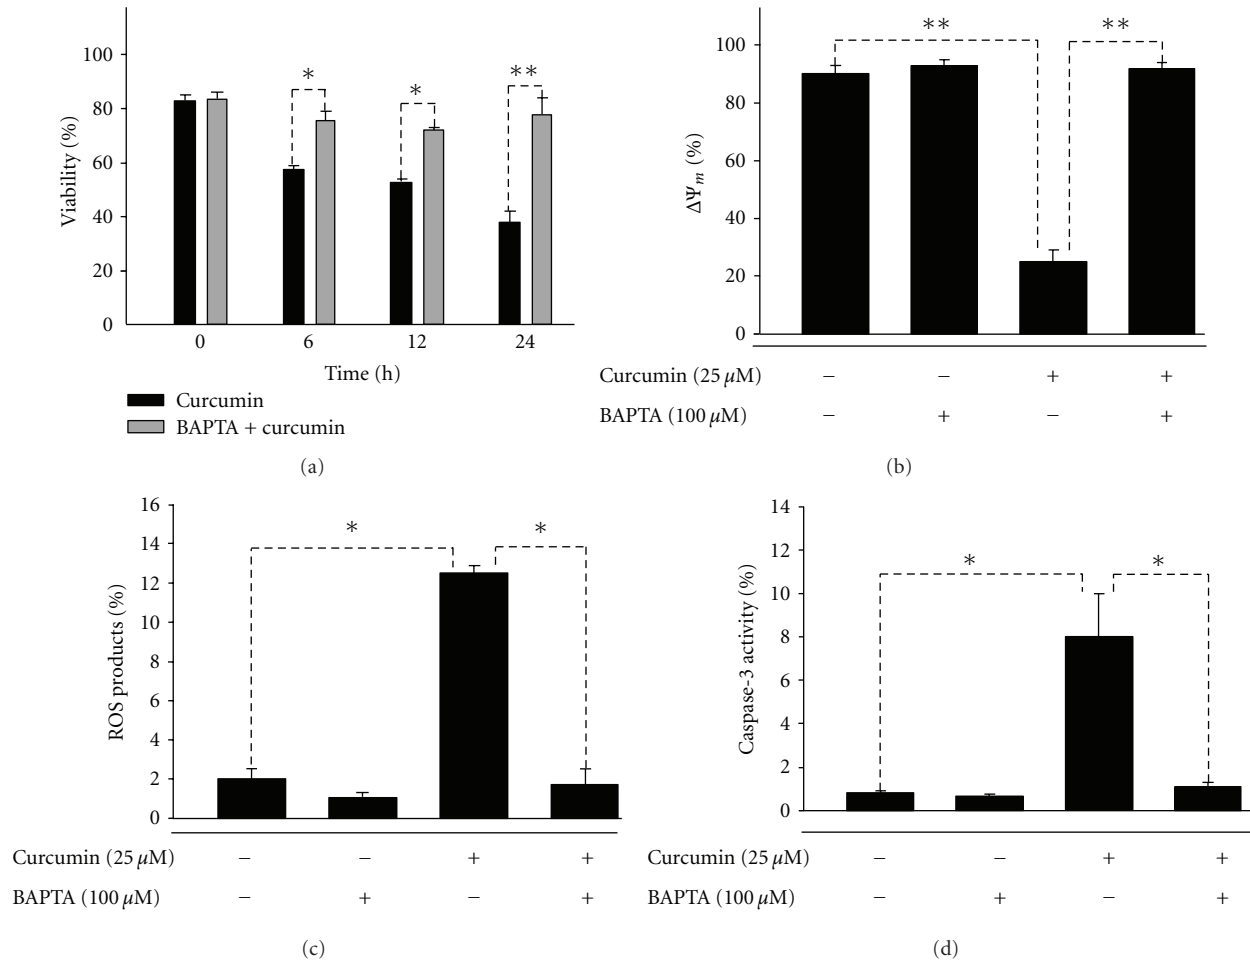 100
80
60
40
20
0
Viability (%)
*
*
**
0 6 12 24
Time (h)
Curcumin
BAPTA + curcumin
(a)
100
80
60
40
20
0
ΔΨm (%)
** **
Curcumin (25 μM) − − + +
BAPTA (100 μM) − + − +
(b)
16
14
12
10
8
6
4
2
0
ROS products (%)
* *
Curcumin (25 μM) − − + +
BAPTA (100 μM) − + − +
(c)
14
12
10
8
6
4
2
0
Caspase-3 activity (%)
* *
Curcumin (25 μM) − − + +
BAPTA (100 μM) − + − +
(d)